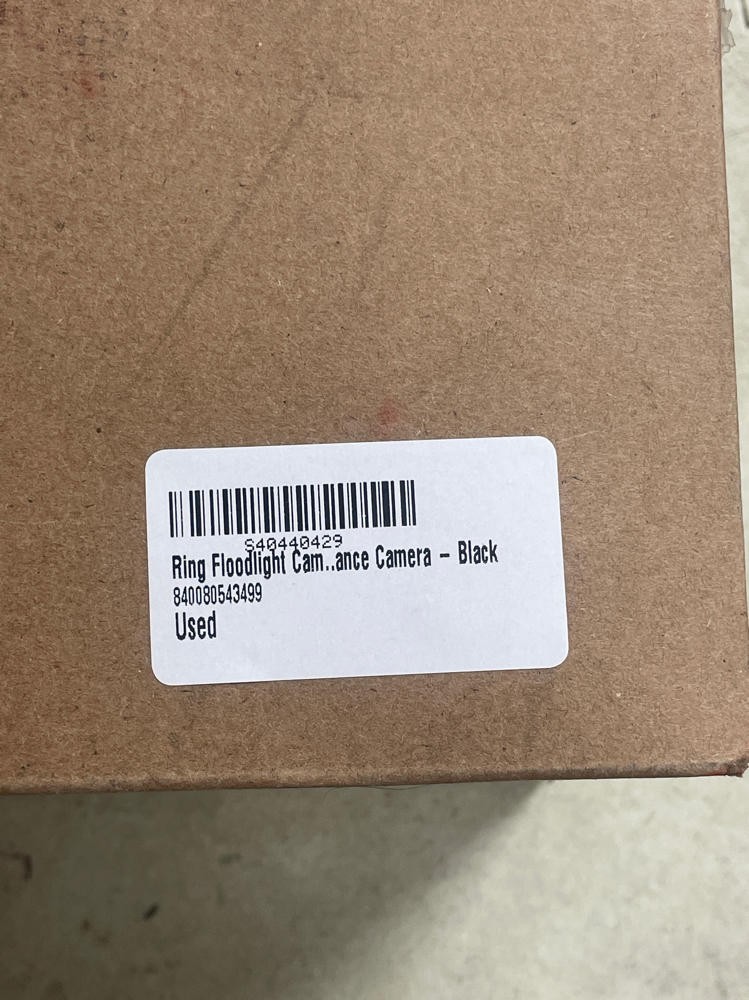 S40440429
Ring Floodlight Cam..ance Camera – Black
840080543499
Used